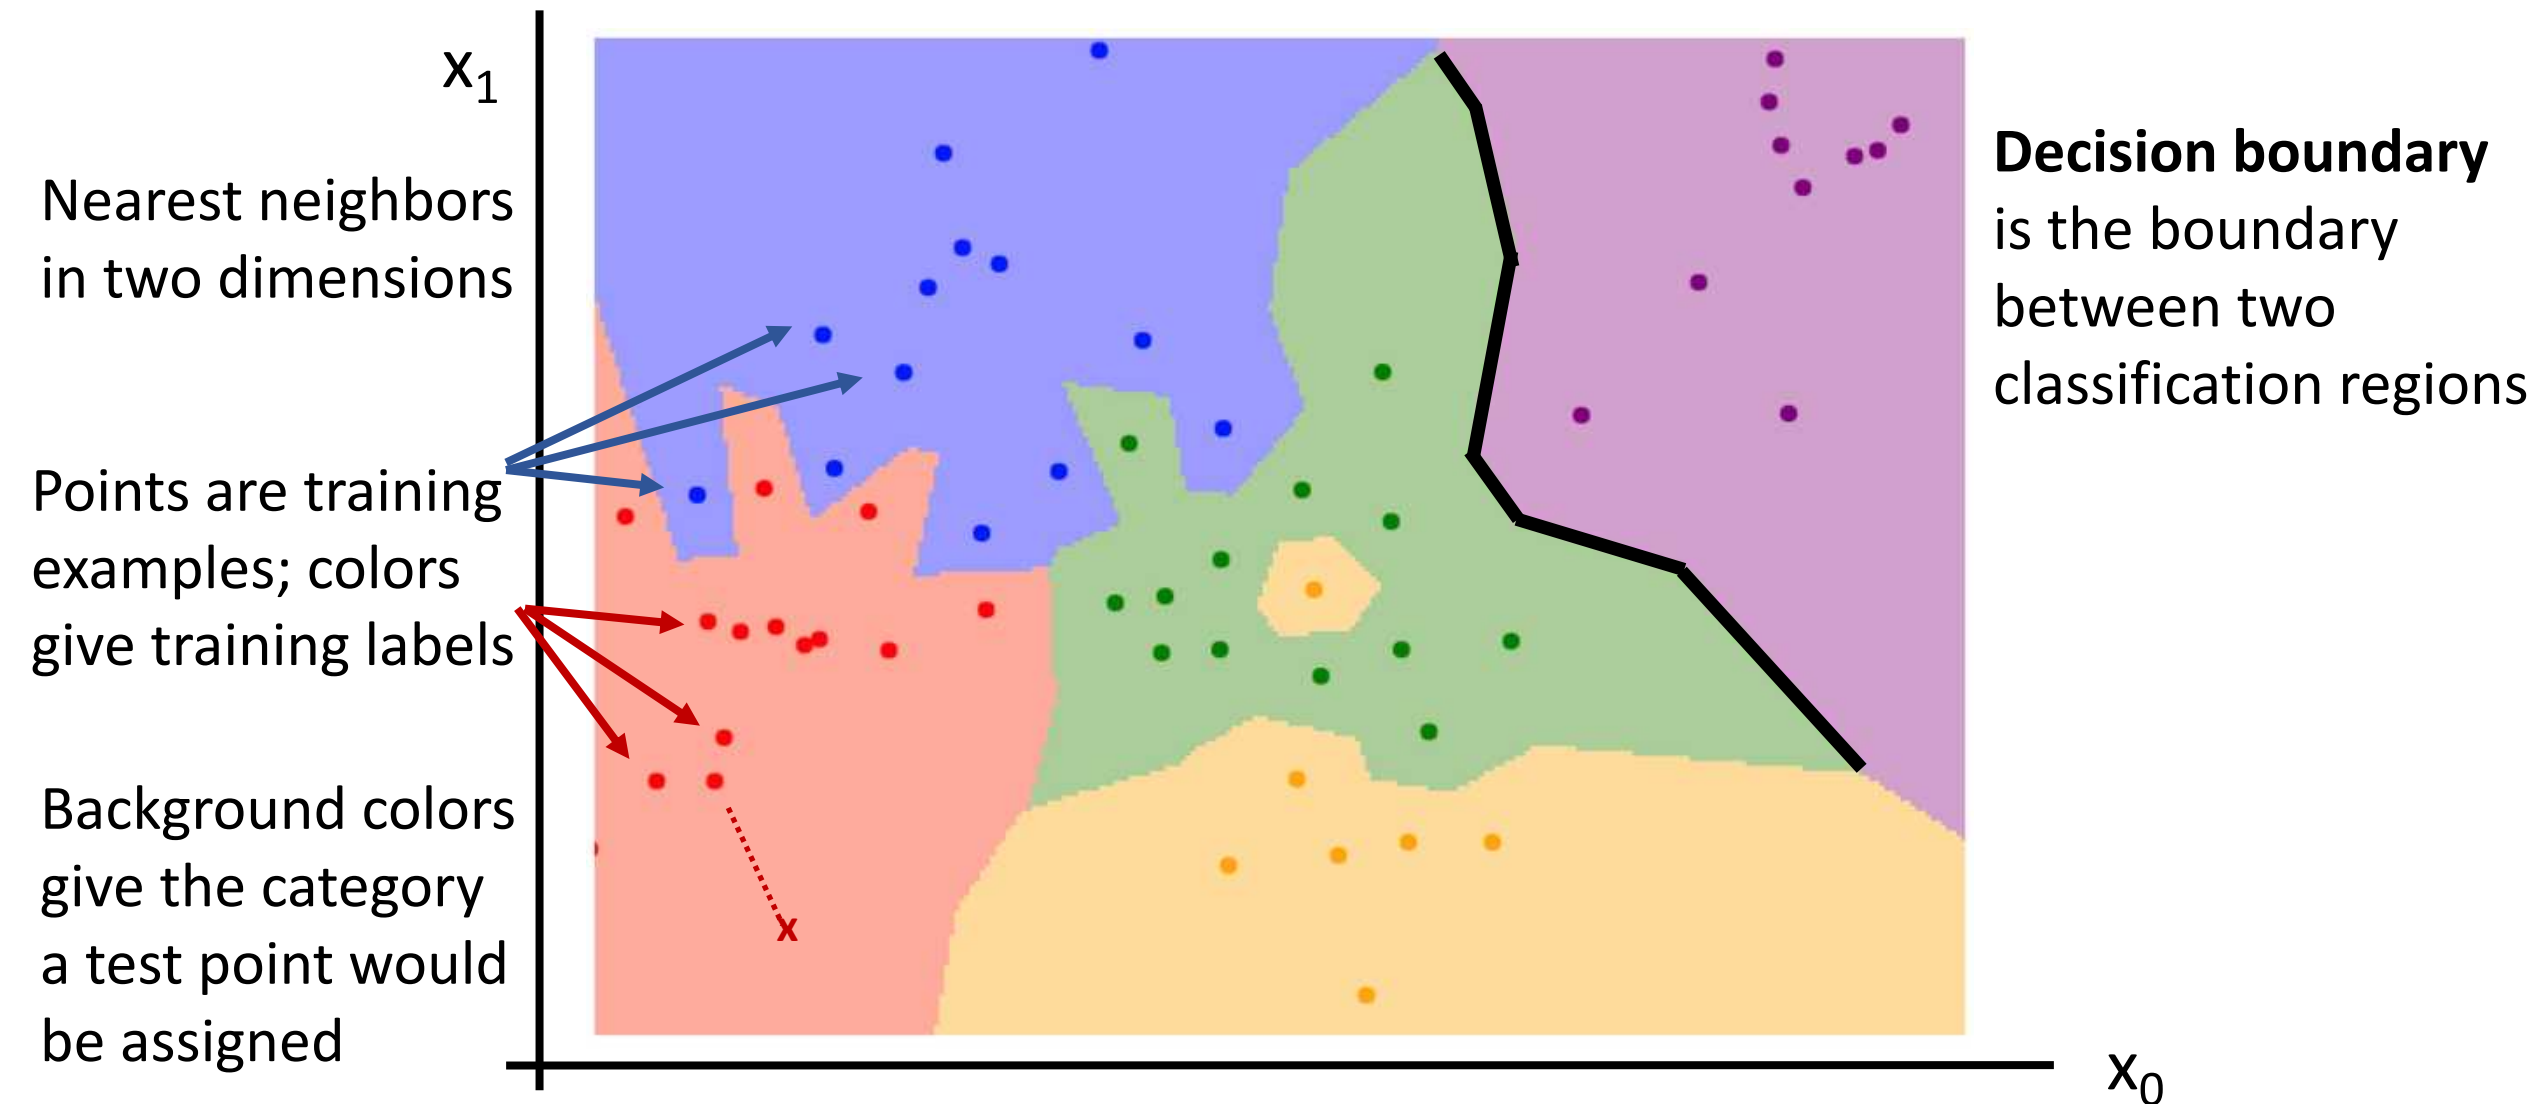 x1
Nearest neighbors
in two dimensions
Points are training
examples; colors
give training labels
Background colors
give the category
a test point would
be assigned
x
Decision boundary
is the boundary
between two
classification regions
x0